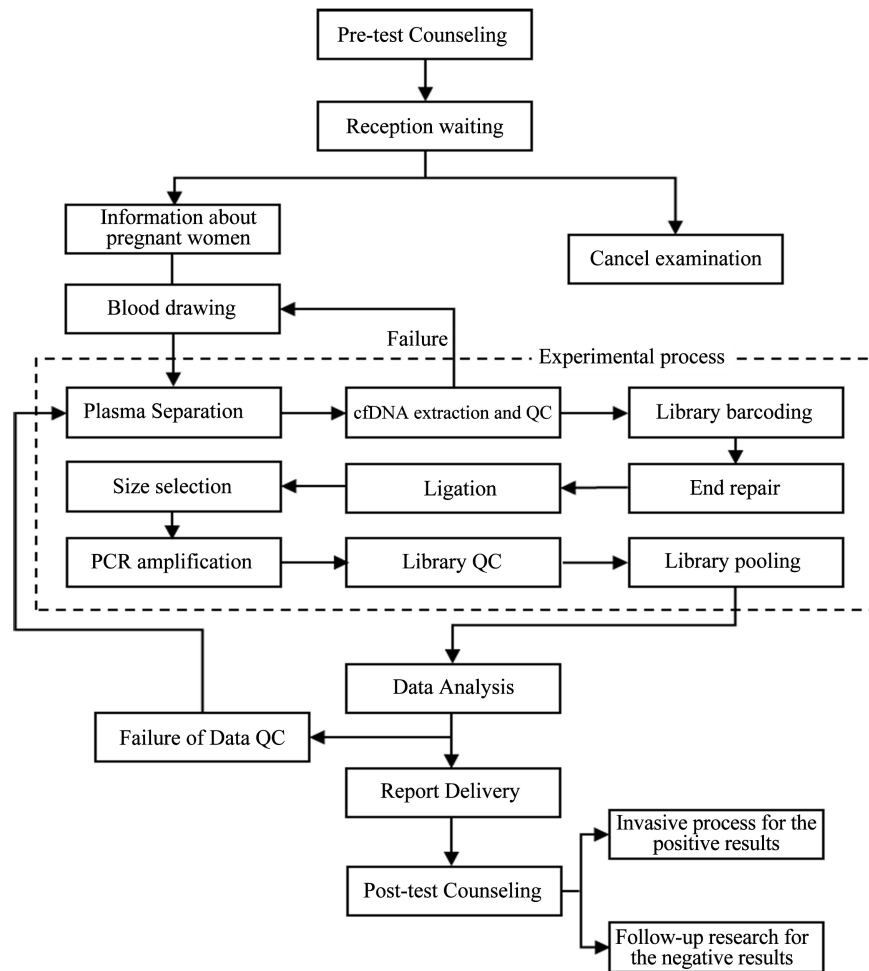 Pre-test Counseling
Reception waiting
Information about
pregnant women
Cancel examination
Blood drawing
Failure
Experimental process
Plasma Separation
cfDNA extraction and QC
Library barcoding
Size selection
Ligation
End repair
PCR amplification
Library QC
Library pooling
Data Analysis
Failure of Data QC
Report Delivery
Invasive process for the
positive results
Post-test Counseling
Follow-up research for
the negative results